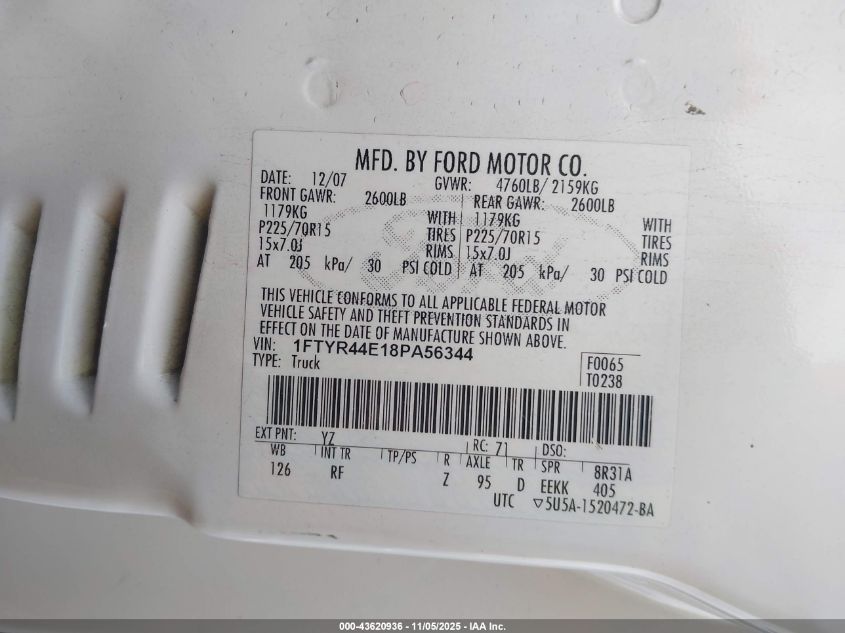 MFD. BY FORD MOTOR CO.
DATE: 12/07 GVWR: 4760LB/ 2159KG
FRONT GAWR: 2600LB REAR GAWR: 2600LB
1179KG WITH 1179KG WITH
P225/70R15 TIRES P225/70R15 TIRES
15x7.0J RIMS 15x7.0J RIMS
AT 205 kPa/ 30 PSI COLD AT 205 kPa/ 30 PSI COLD
THIS VEHICLE CONFORMS TO ALL APPLICABLE FEDERAL MOTOR
VEHICLE SAFETY AND THEFT PREVENTION STANDARDS IN
EFFECT ON THE DATE OF MANUFACTURE SHOWN ABOVE.
VIN: 1FTYR44E18PA56344
TYPE: Truck
F0065
T0238
EXT PNT: YZ RC: 71 DSO:
WB INT TR TP/PS R AXLE TR SPR 8R31A
126 RF Z 95 D EEKK 405
UTC ▽5U5A-1520472-BA
000-43620936 - 11/05/2025 - IAA Inc.